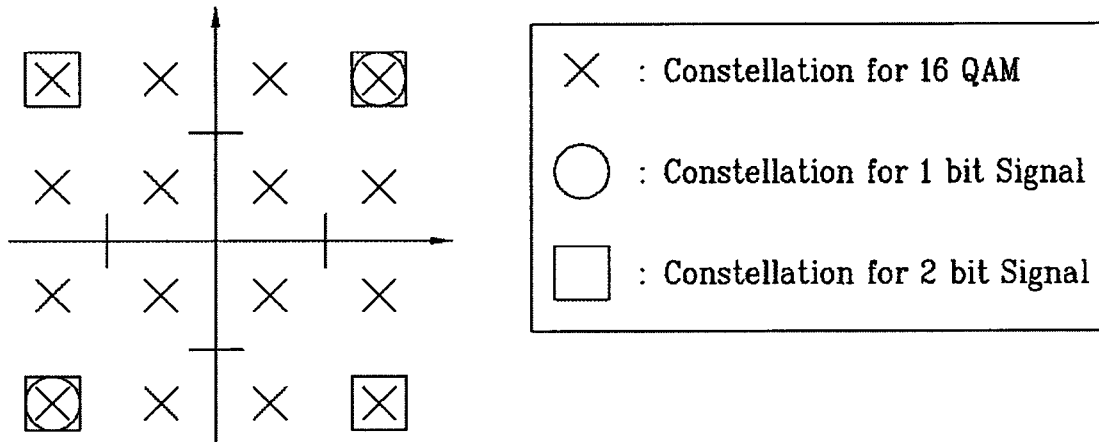 : Constellation for 16 QAM
: Constellation for 1 bit Signal
: Constellation for 2 bit Signal